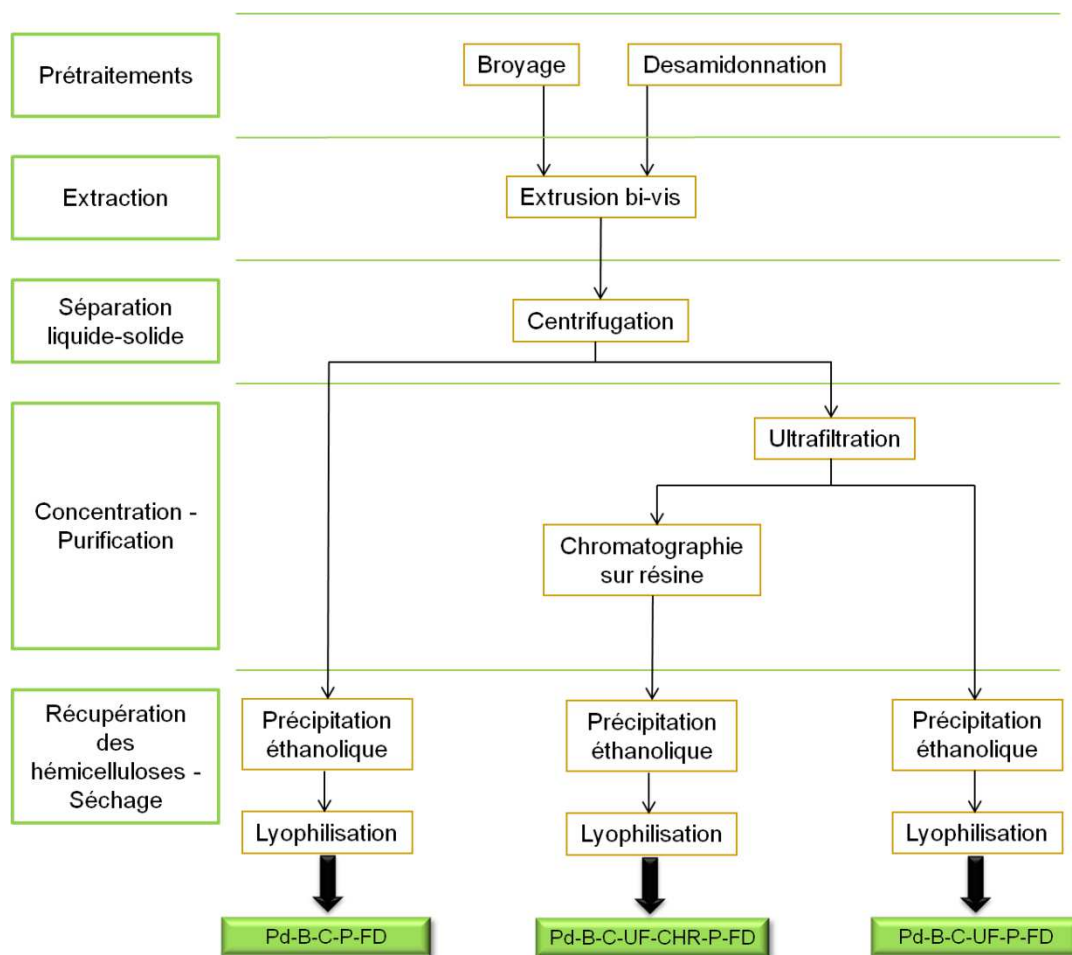 Prétraitements
Broyage
Desamidonnation
Extraction
Extrusion bi-vis
Séparation
liquide-solide
Centrifugation
Concentration -
Purification
Ultrafiltration
Chromatographie
sur résine
Récupération
des
hémicelluloses -
Séchage
Précipitation
éthanolique
Précipitation
éthanolique
Précipitation
éthanolique
Lyophilisation
Lyophilisation
Lyophilisation
Pd-B-C-P-FD
Pd-B-C-UF-CHR-P-FD
Pd-B-C-UF-P-FD